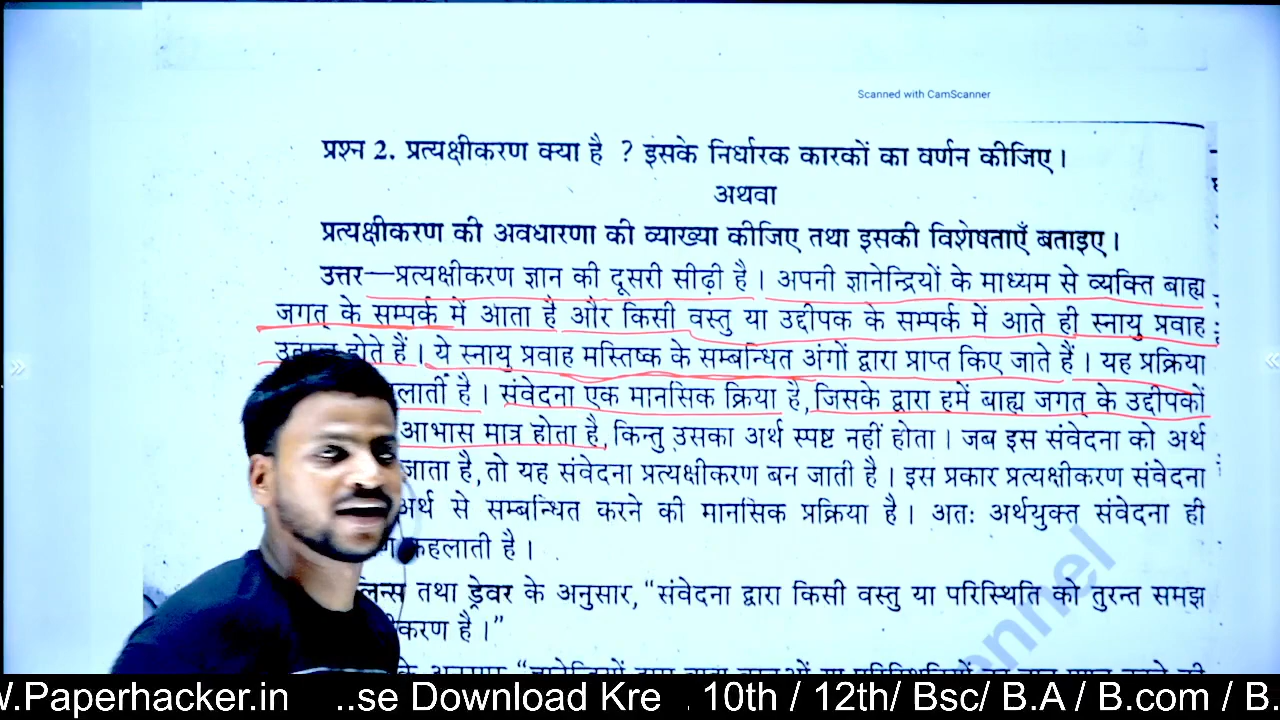 Scanned with CamScanner
प्रश्न 2. प्रत्यक्षीकरण क्या है ? इसके निर्धारक कारकों का वर्णन कीजिए।
अथवा
प्रत्यक्षीकरण की अवधारणा की व्याख्या कीजिए तथा इसकी विशेषताएँ बताइए।
उत्तर—प्रत्यक्षीकरण ज्ञान की दूसरी सीढ़ी है। अपनी ज्ञानेन्द्रियों के माध्यम से व्यक्ति बाह्य
जगत् के सम्पर्क में आता है और किसी वस्तु या उद्दीपक के सम्पर्क में आते ही स्नायु प्रवाह
होते हैं। ये स्नायु प्रवाह मस्तिष्क के सम्बन्धित अंगों द्वारा प्राप्त किए जाते हैं। यह प्रक्रिया
लाती है। संवेदना एक मानसिक क्रिया है, जिसके द्वारा हमें बाह्य जगत् के उद्दीपकों
आभास मात्र होता है, किन्तु उसका अर्थ स्पष्ट नहीं होता। जब इस संवेदना को अर्थ
जाता है, तो यह संवेदना प्रत्यक्षीकरण बन जाती है। इस प्रकार प्रत्यक्षीकरण संवेदना
अर्थ से सम्बन्धित करने की मानसिक प्रक्रिया है। अतः अर्थयुक्त संवेदना ही
कहलाती है।
लिन्स तथा ड्रेवर के अनुसार, “संवेदना द्वारा किसी वस्तु या परिस्थिति को तुरन्त समझ
करण है।”
nnel
V.Paperhacker.in ..se Download Kre . 10th / 12th/ Bsc/ B.A / B.com / B.